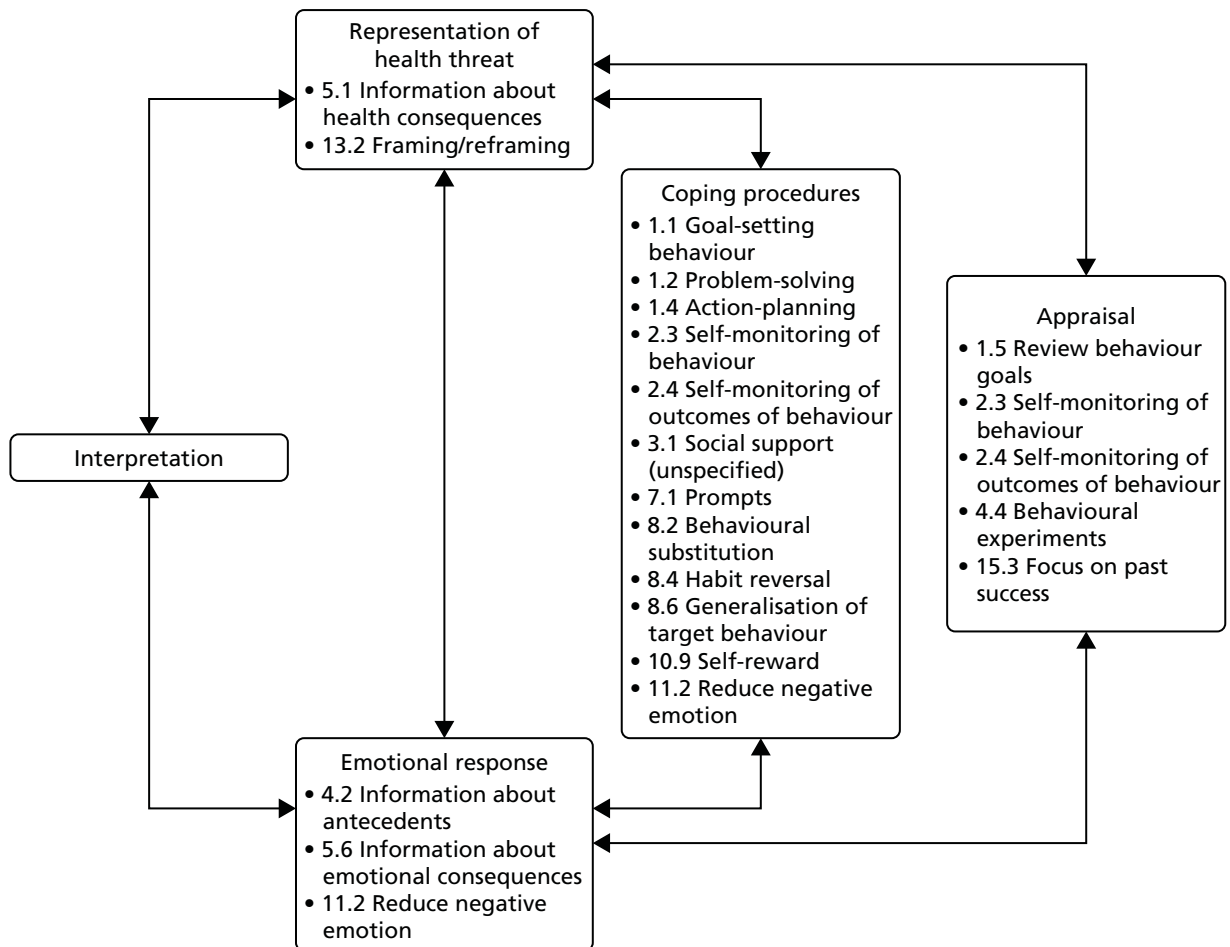 Representation of
health threat
• 5.1 Information about
health consequences
• 13.2 Framing/reframing
Interpretation
Emotional response
• 4.2 Information about
antecedents
• 5.6 Information about
emotional consequences
• 11.2 Reduce negative
emotion
Coping procedures
• 1.1 Goal-setting
behaviour
• 1.2 Problem-solving
• 1.4 Action-planning
• 2.3 Self-monitoring of
behaviour
• 2.4 Self-monitoring of
outcomes of behaviour
• 3.1 Social support
(unspecified)
• 7.1 Prompts
• 8.2 Behavioural
substitution
• 8.4 Habit reversal
• 8.6 Generalisation of
target behaviour
• 10.9 Self-reward
• 11.2 Reduce negative
emotion
Appraisal
• 1.5 Review behaviour
goals
• 2.3 Self-monitoring of
behaviour
• 2.4 Self-monitoring of
outcomes of behaviour
• 4.4 Behavioural
experiments
• 15.3 Focus on past
success